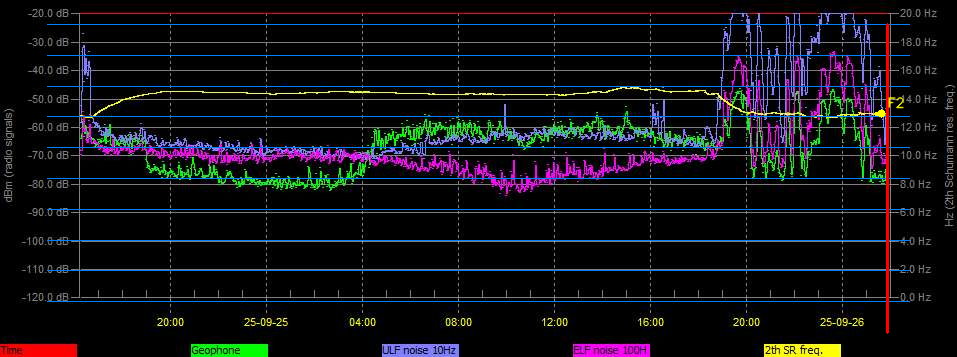 -20.0 dB 20.0 Hz
-30.0 dB 18.0 Hz
-40.0 dB 16.0 Hz
-50.0 dB 14.0 Hz
F2
-60.0 dB 12.0 Hz
-70.0 dB 10.0 Hz
-80.0 dB 8.0 Hz
-90.0 dB 6.0 Hz
-100.0 dB 4.0 Hz
-110.0 dB 2.0 Hz
-120.0 dB 0.0 Hz
dBm (radio signals)
Hz (2th Schumann res. freq.)
20:00 25-09-25 04:00 08:00 12:00 16:00 20:00 25-09-26
Time Geophone ULF noise 10Hz ELF noise 100H 2th SR freq.